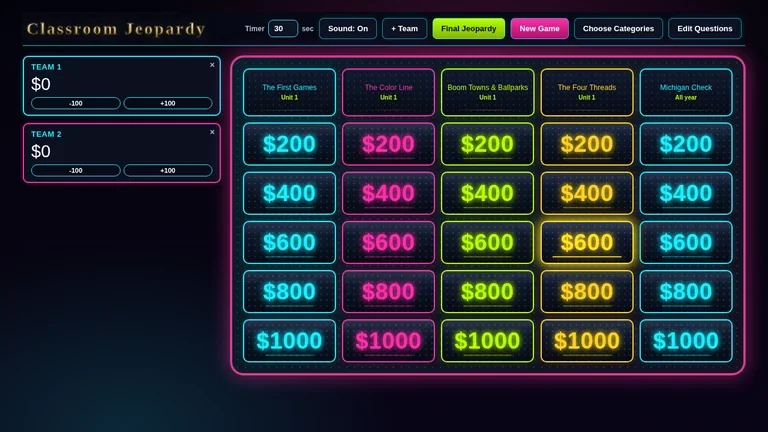 Classroom Jeopardy
Timer 30 sec Sound: On + Team Final Jeopardy New Game Choose Categories Edit Questions
TEAM 1 ×
$0
-100 +100
TEAM 2 ×
$0
-100 +100
The First Games The Color Line Boom Towns & Ballparks The Four Threads Michigan Check
Unit 1 Unit 1 Unit 1 Unit 1 All year
$200 $200 $200 $200 $200
$400 $400 $400 $400 $400
$600 $600 $600 $600 $600
$800 $800 $800 $800 $800
$1000 $1000 $1000 $1000 $1000